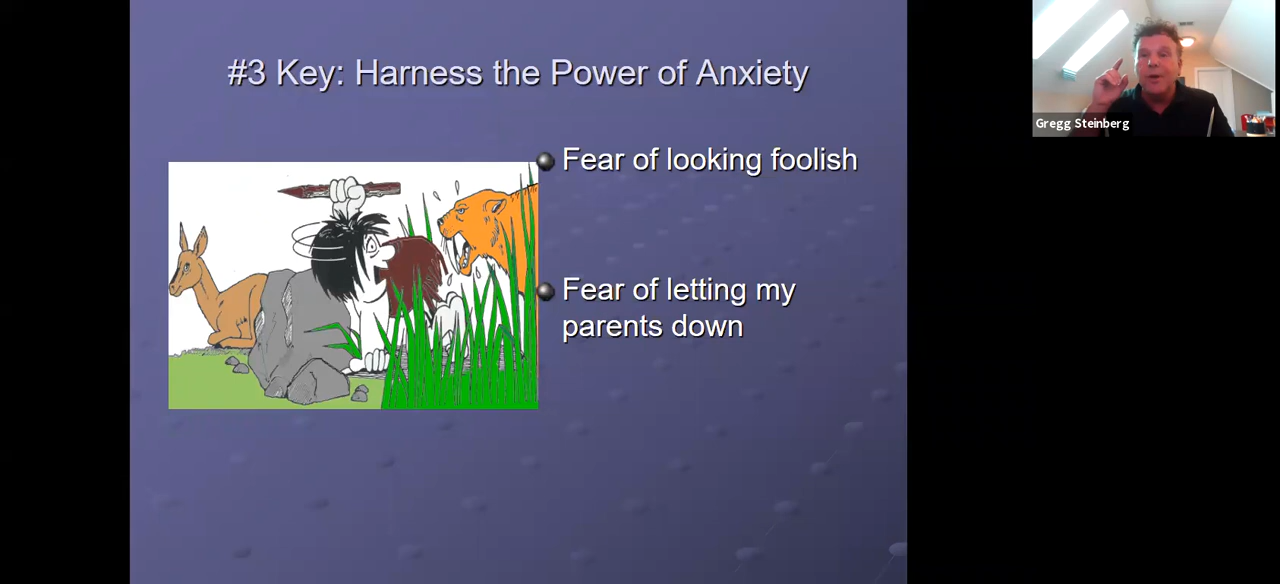 #3 Key: Harness the Power of Anxiety
Fear of looking foolish
Fear of letting my
parents down
Gregg Steinberg